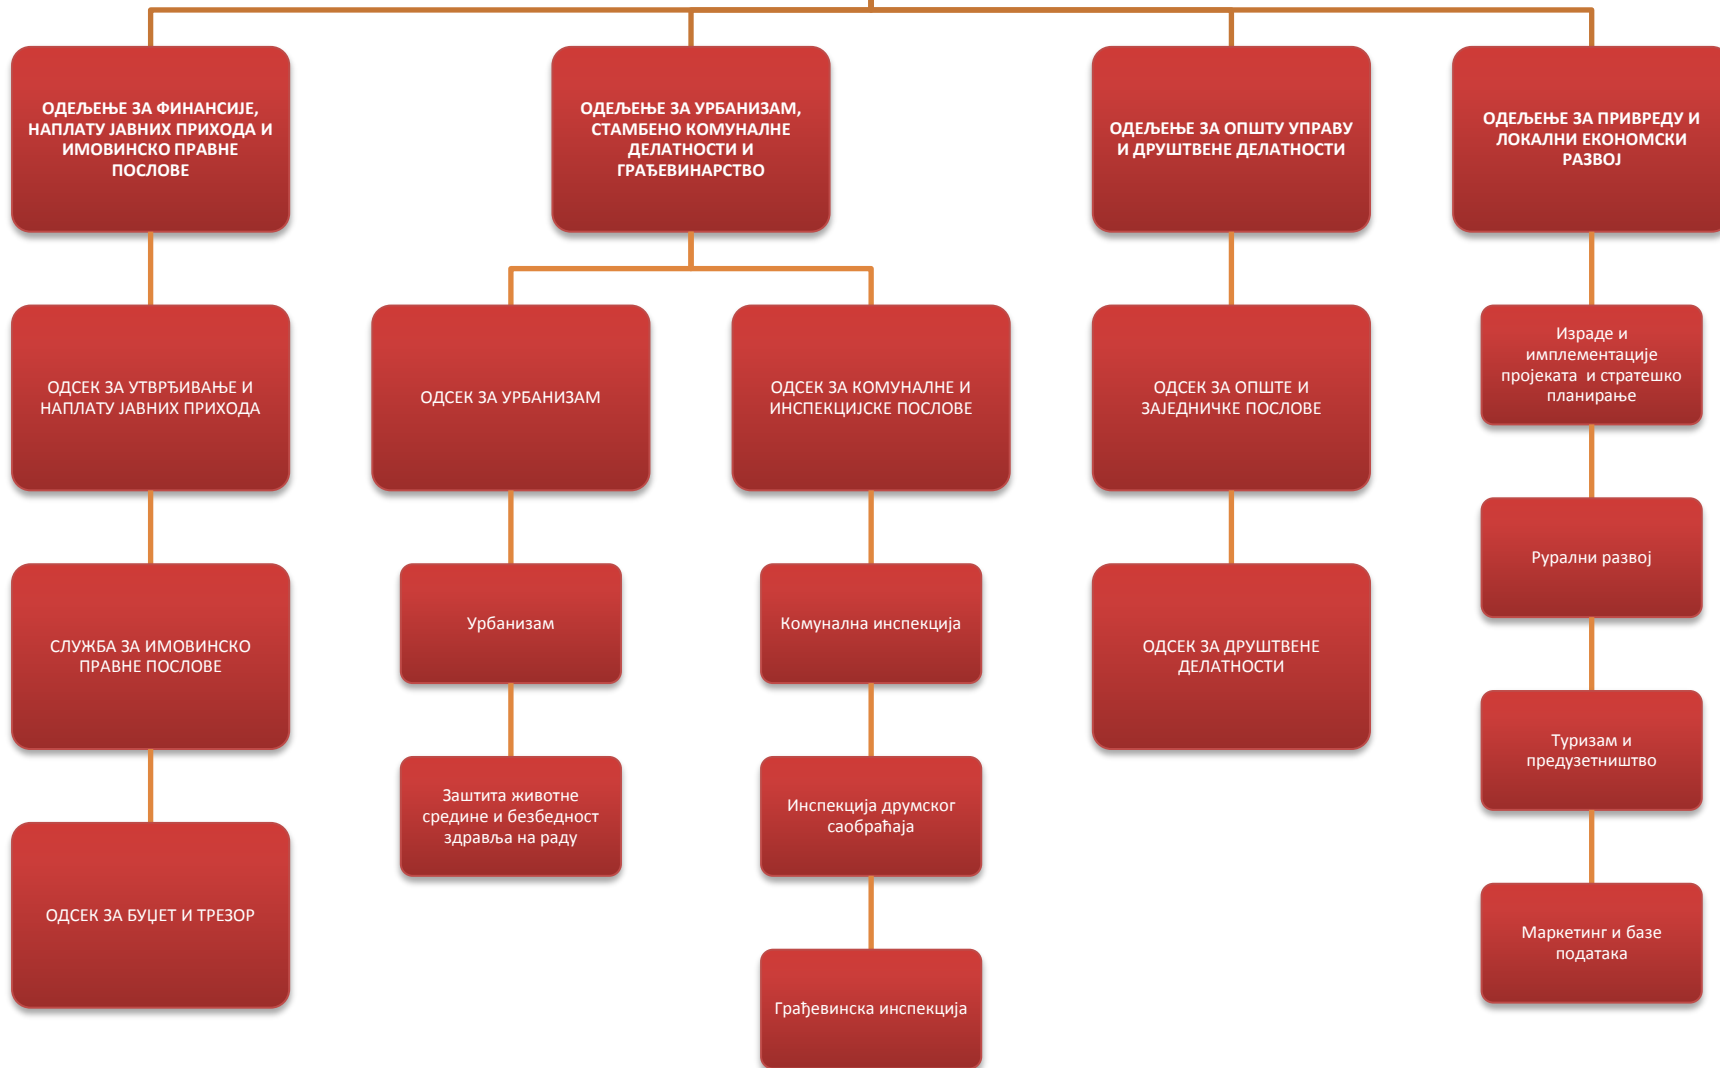 ОДЕЉЕЊЕ ЗА ФИНАНСИЈЕ,
НАПЛАТУ ЈАВНИХ ПРИХОДА И
ИМОВИНСКО ПРАВНЕ
ПОСЛОВЕ
ОДЕЉЕЊЕ ЗА УРБАНИЗАМ,
СТАМБЕНО КОМУНАЛНЕ
ДЕЛАТНОСТИ И
ГРАЂЕВИНАРСТВО
ОДЕЉЕЊЕ ЗА ОПШТУ УПРАВУ
И ДРУШТВЕНЕ ДЕЛАТНОСТИ
ОДЕЉЕЊЕ ЗА ПРИВРЕДУ И
ЛОКАЛНИ ЕКОНОМСКИ
РАЗВОЈ
ОДСЕК ЗА УТВРЂИВАЊЕ И
НАПЛАТУ ЈАВНИХ ПРИХОДА
ОДСЕК ЗА УРБАНИЗАМ
ОДСЕК ЗА КОМУНАЛНЕ И
ИНСПЕКЦИЈСКЕ ПОСЛОВЕ
ОДСЕК ЗА ОПШТЕ И
ЗАЈЕДНИЧКЕ ПОСЛОВЕ
Израде и
имплементације
пројеката и стратешко
планирање
СЛУЖБА ЗА ИМОВИНСКО
ПРАВНЕ ПОСЛОВЕ
Урбанизам
Комунална инспекција
ОДСЕК ЗА ДРУШТВЕНЕ
ДЕЛАТНОСТИ
Рурални развој
ОДСЕК ЗА БУЏЕТ И ТРЕЗОР
Заштита животне
средине и безбедност
здравља на раду
Инспекција друмског
саобраћаја
Туризам и
предузетништво
Грађевинска инспекција
Маркетинг и базе
података